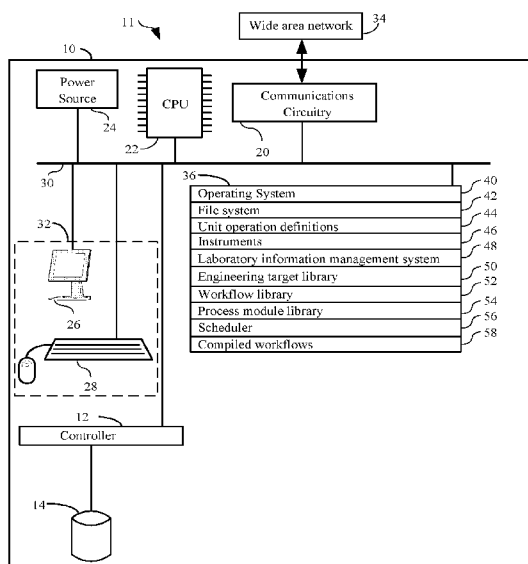 11
Wide area network
34
10
Power
Source
24
CPU
22
Communications
Circuitry
20
30
36
Operating System
40
File system
42
Unit operation definitions
44
Instruments
46
Laboratory information management system
48
Engineering target library
50
Workflow library
52
Process module library
54
Scheduler
56
Compiled workflows
58
32
26
28
12
Controller
14